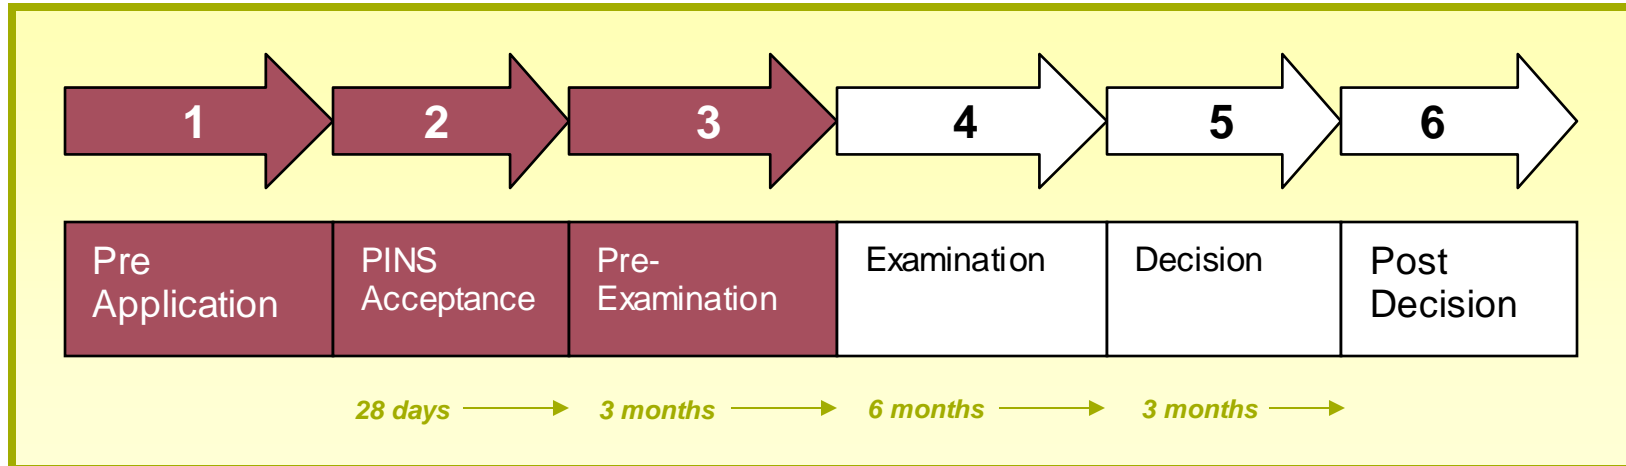 1 2 3 4 5 6
Pre
Application
PINS
Acceptance
Pre-
Examination
Examination
Decision
Post
Decision
28 days 3 months 6 months 3 months